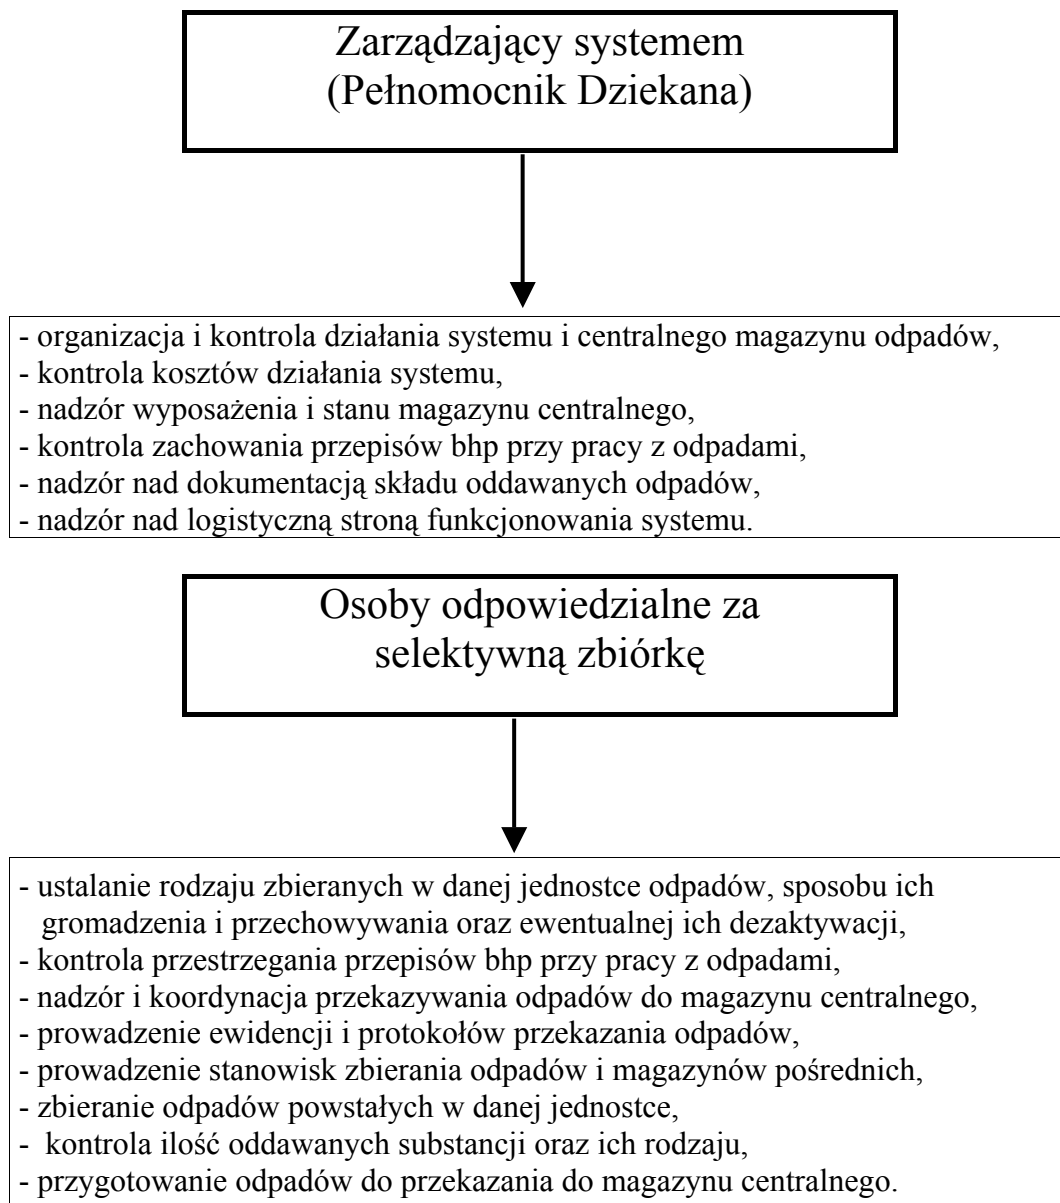 Zarządzający systemem
(Pełnomocnik Dziekana)
- organizacja i kontrola działania systemu i centralnego magazynu odpadów,
- kontrola kosztów działania systemu,
- nadzór wyposażenia i stanu magazynu centralnego,
- kontrola zachowania przepisów bhp przy pracy z odpadami,
- nadzór nad dokumentacją składu oddawanych odpadów,
- nadzór nad logistyczną stroną funkcjonowania systemu.
Osoby odpowiedzialne za
selektywną zbiórkę
- ustalanie rodzaju zbieranych w danej jednostce odpadów, sposobu ich
gromadzenia i przechowywania oraz ewentualnej ich dezaktywacji,
- kontrola przestrzegania przepisów bhp przy pracy z odpadami,
- nadzór i koordynacja przekazywania odpadów do magazynu centralnego,
- prowadzenie ewidencji i protokołów przekazania odpadów,
- prowadzenie stanowisk zbierania odpadów i magazynów pośrednich,
- zbieranie odpadów powstałych w danej jednostce,
- kontrola ilość oddawanych substancji oraz ich rodzaju,
- przygotowanie odpadów do przekazania do magazynu centralnego.